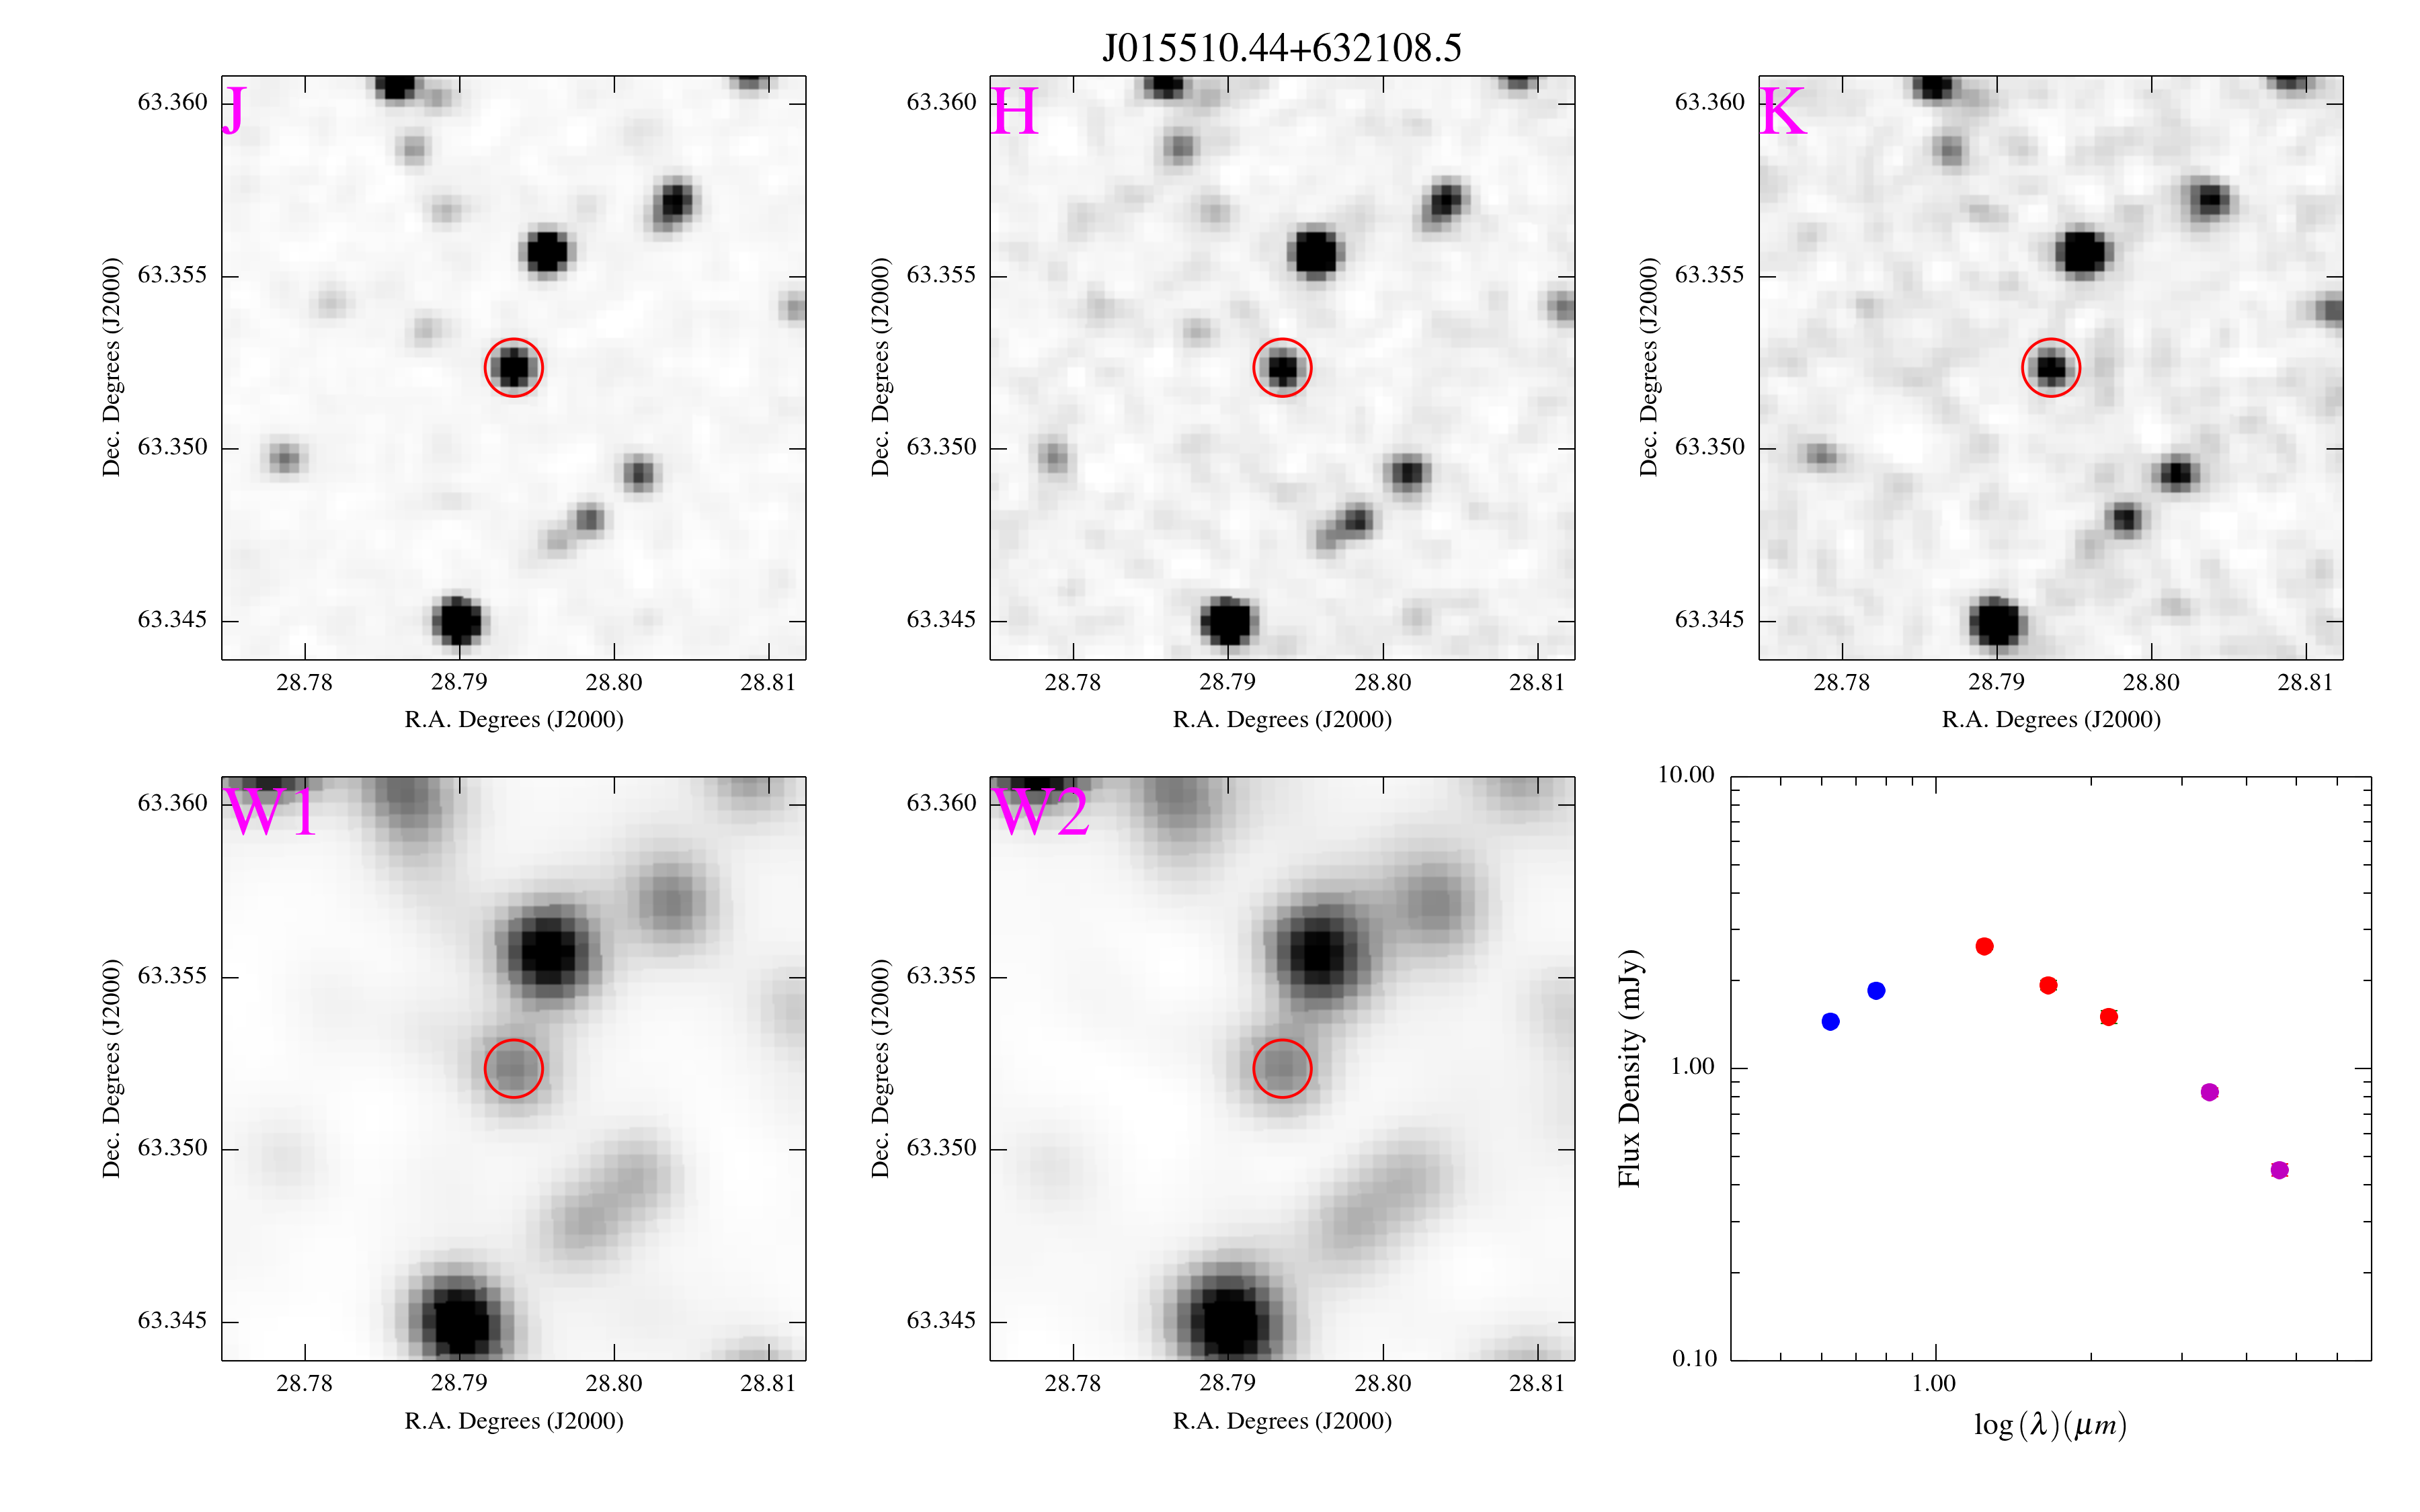 J015510.44+632108.5
J
63.360
63.355
63.350
63.345
Dec. Degrees (J2000)
28.78 28.79 28.80 28.81
R.A. Degrees (J2000)
H
63.360
63.355
63.350
63.345
Dec. Degrees (J2000)
28.78 28.79 28.80 28.81
R.A. Degrees (J2000)
K
63.360
63.355
63.350
63.345
Dec. Degrees (J2000)
28.78 28.79 28.80 28.81
R.A. Degrees (J2000)
W1
63.360
63.355
63.350
63.345
Dec. Degrees (J2000)
28.78 28.79 28.80 28.81
R.A. Degrees (J2000)
W2
63.360
63.355
63.350
63.345
Dec. Degrees (J2000)
28.78 28.79 28.80 28.81
R.A. Degrees (J2000)
10.00
1.00
0.10
Flux Density (mJy)
1.00
log(λ)(μm)